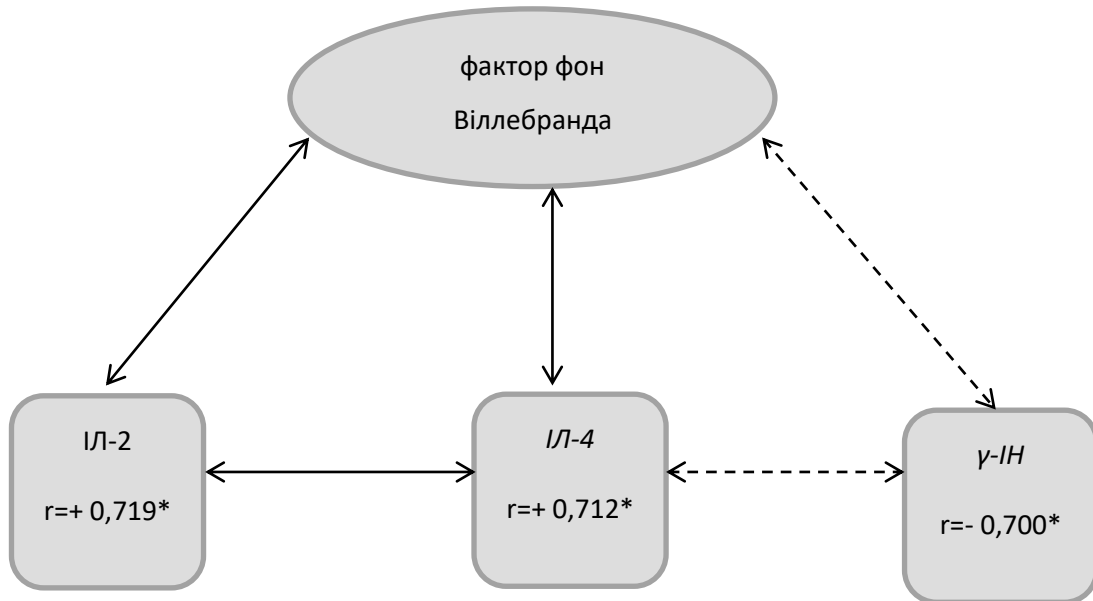 фактор фон
Віллебранда
ІЛ-2
r=+ 0,719*
ІЛ-4
r=+ 0,712*
γ-ІН
r=- 0,700*